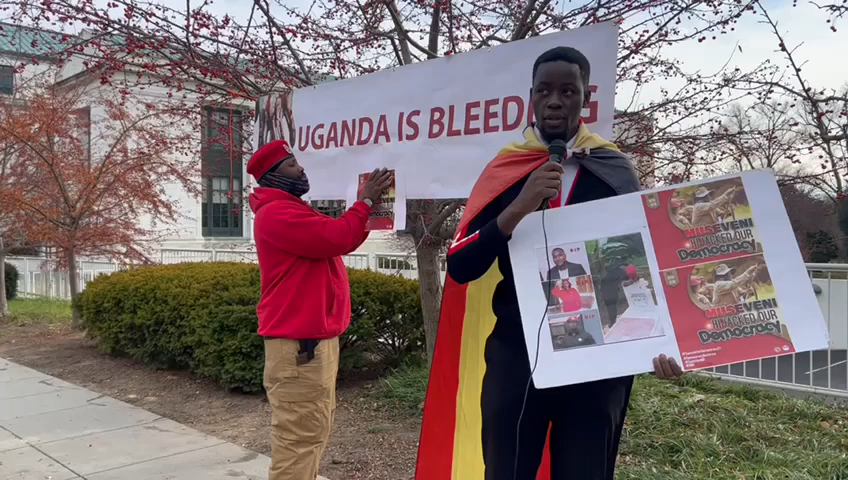 UGANDA IS BLEEDING
MUSEVENI
HIJACKED OUR
Democracy
MUSEVENI
HIJACKED OUR
Democracy